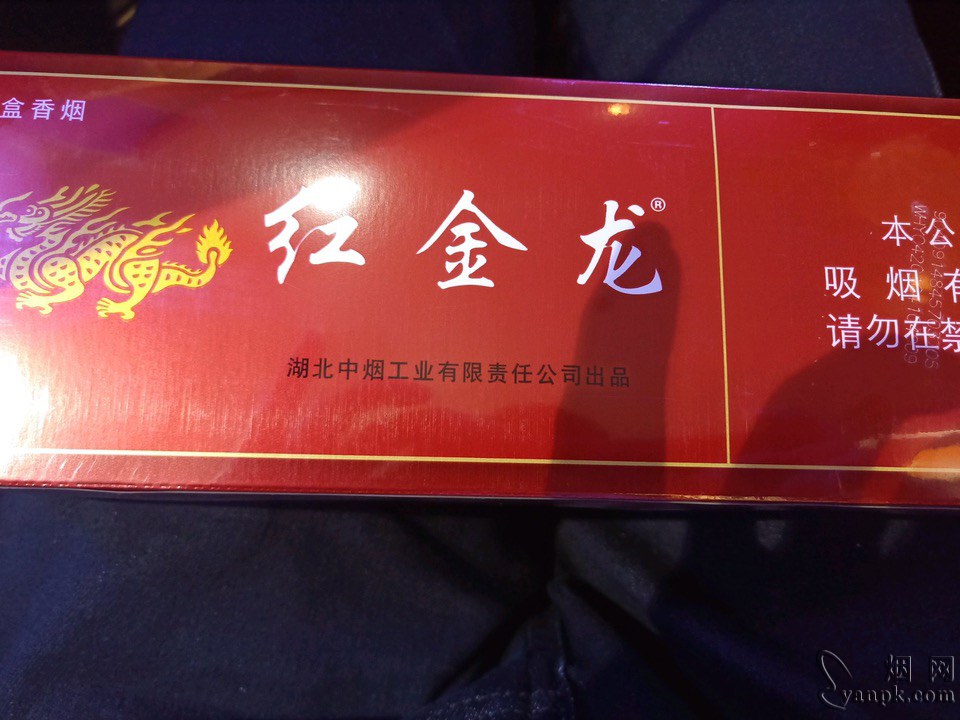 盒香烟
红金龙®
湖北中烟工业有限责任公司出品
本公
吸烟有
请勿在禁
烟网
yanpk.com